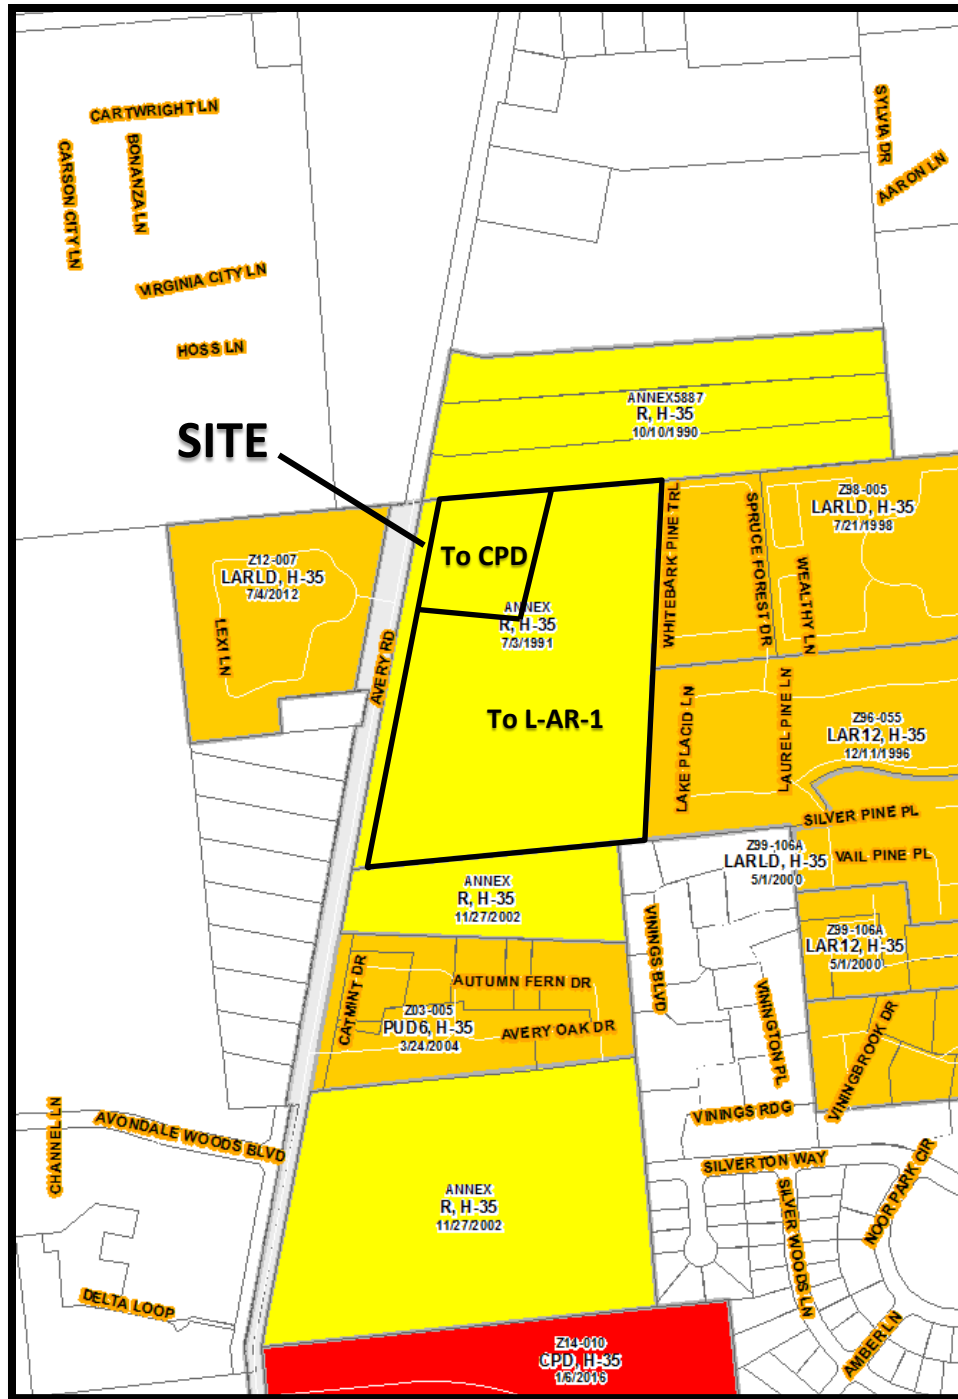 CARTWRIGHT LN
CARSON CITY LN
BONANZA LN
SYLVIA DR
AARON LN
VIRGINIA CITY LN
HOSS LN
ANNEX5887
R, H-35
10/10/1990
SITE
To CPD
ANNEX
R, H-35
7/3/1991
To L-AR-1
WHITEBARK PINE TRL
SPRUCE FOREST DR
WEALTHY LN
Z98-005
LARLD, H-35
7/21/1998
Z12-007
LARLD, H-35
7/4/2012
LEXI LN
AVERY RD
LAKE PLACID LN
LAUREL PINE LN
Z96-055
LAR12, H-35
12/11/1996
SILVER PINE PL
Z99-106A
LARLD, H-35
5/1/2000
VAIL PINE PL
ANNEX
R, H-35
11/27/2002
VININGS BLVD
Z99-106A
LAR12, H-35
5/1/2000
CATMINT DR
AUTUMN FERN DR
Z03-005
PUD6, H-35
3/24/2004
AVERY OAK DR
VININGTON PL
VININGBROOK DR
VININGS RDG
CHANNEL LN
AVONDALE WOODS BLVD
SILVERTON WAY
SILVER WOODS LN
NOOR PARK CIR
ANNEX
R, H-35
11/27/2002
DELTA LOOP
AMBER LN
Z14-010
CPD, H-35
1/6/2016